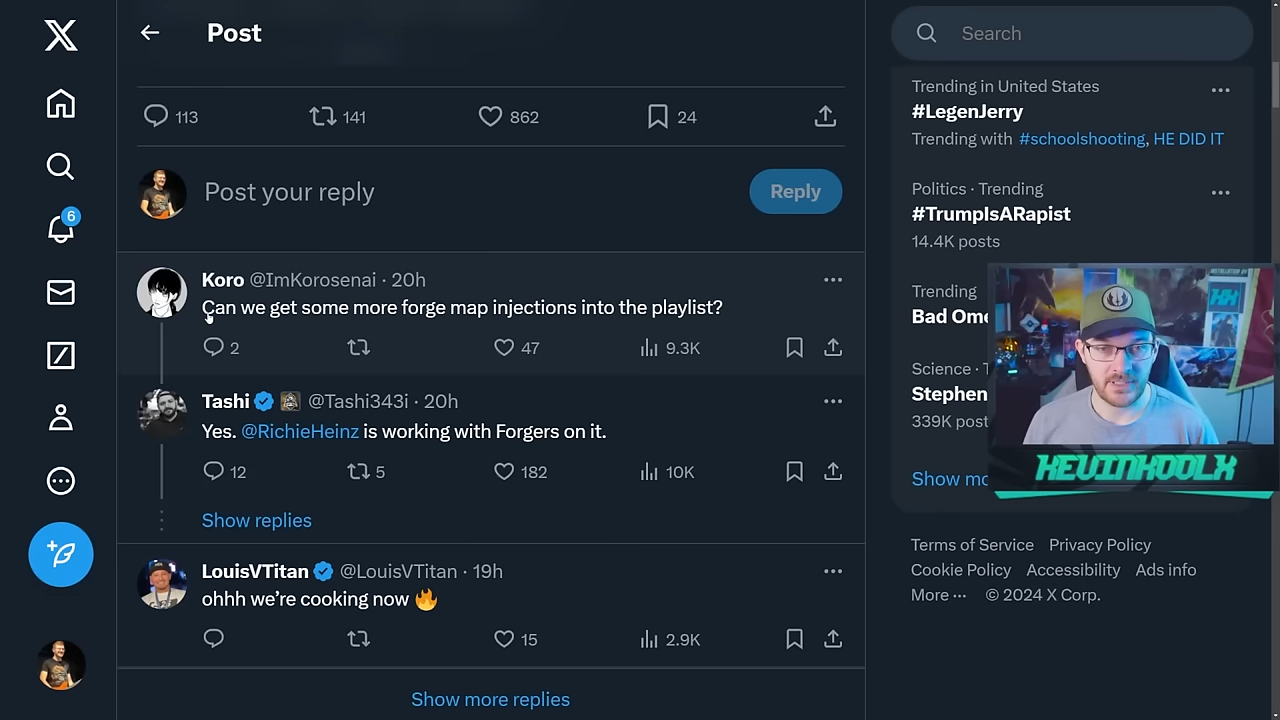 Post
113
141
862
24
Post your reply
Reply
Koro @ImKorosenai · 20h
Can we get some more forge map injections into the playlist?
2
47
9.3K
Tashi @Tashi343i · 20h
Yes. @RichieHeinz is working with Forgers on it.
12
5
182
10K
Show replies
LouisVTitan @LouisVTitan · 19h
ohhh we're cooking now 🔥
15
2.9K
Show more replies
6
Search
Trending in United States
#LegenJerry
Trending with #schoolshooting, HE DID IT
Politics · Trending
#TrumpIsARapist
14.4K posts
Trending
Bad
Science ·
Stephen
339K
Show
KEVINKOOLX
Terms of Service Privacy Policy
Cookie Policy Accessibility Ads info
More ··· © 2024 X Corp.